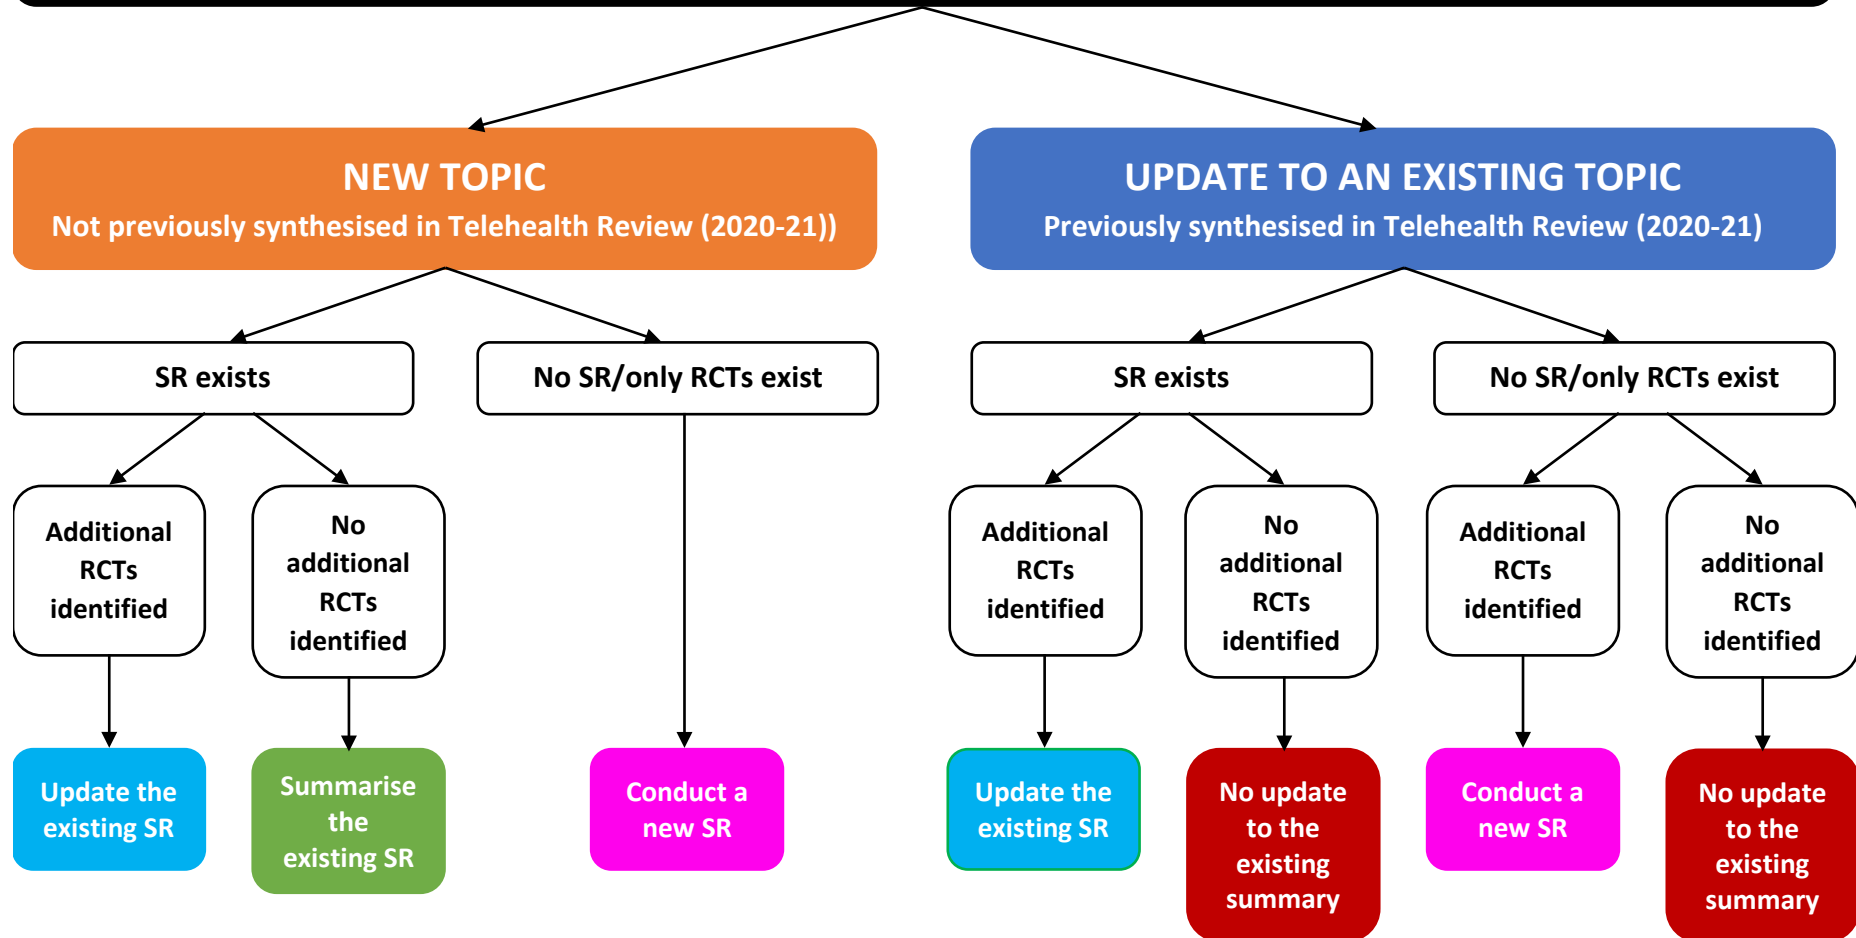 NEW TOPIC
Not previously synthesised in Telehealth Review (2020-21))
UPDATE TO AN EXISTING TOPIC
Previously synthesised in Telehealth Review (2020-21)
SR exists
No SR/only RCTs exist
SR exists
No SR/only RCTs exist
Additional
RCTs
identified
No
additional
RCTs
identified
Additional
RCTs
identified
No
additional
RCTs
identified
Additional
RCTs
identified
No
additional
RCTs
identified
Update the
existing SR
Summarise
the
existing SR
Conduct a
new SR
Update the
existing SR
No update
to the
existing
summary
Conduct a
new SR
No update
to the
existing
summary